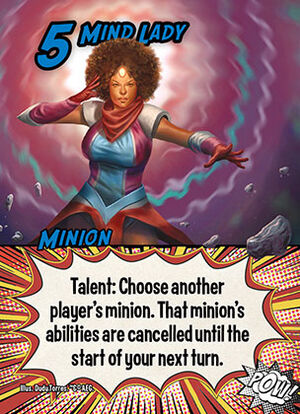 5 Mind Lady
Minion
Talent: Choose another
player's minion. That minion's
abilities are cancelled until the
start of your next turn.
Illus. Dudu Torres, ©AEG
POW!